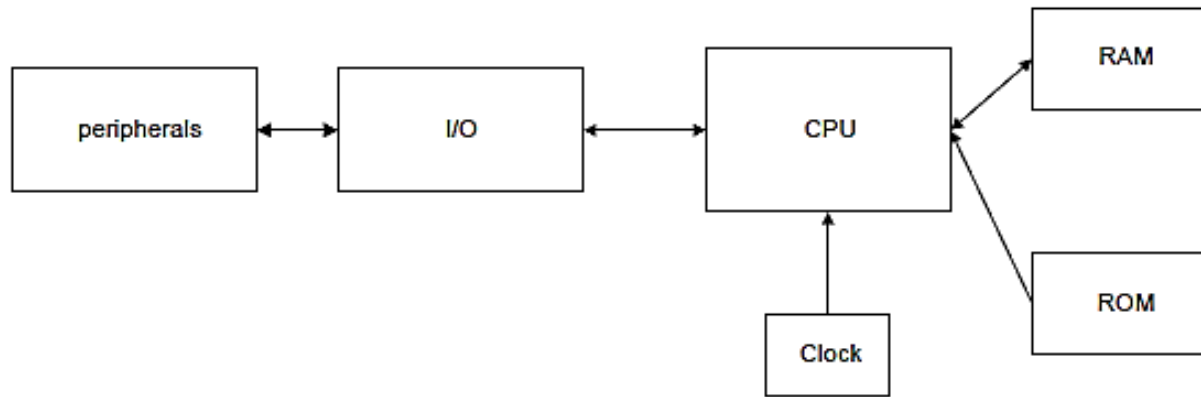 RAM
peripherals
I/O
CPU
ROM
Clock